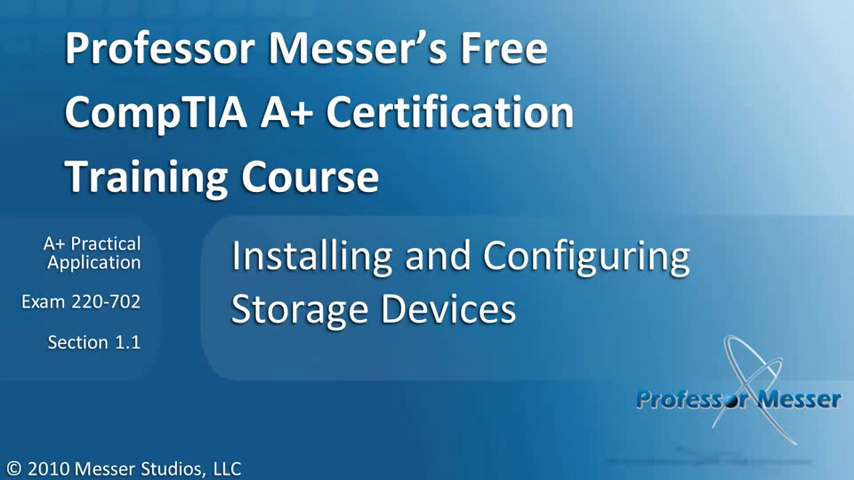 Professor Messer's Free
CompTIA A+ Certification
Training Course
A+ Practical
Application
Exam 220-702
Section 1.1
Installing and Configuring
Storage Devices
Professor Messer
© 2010 Messer Studios, LLC